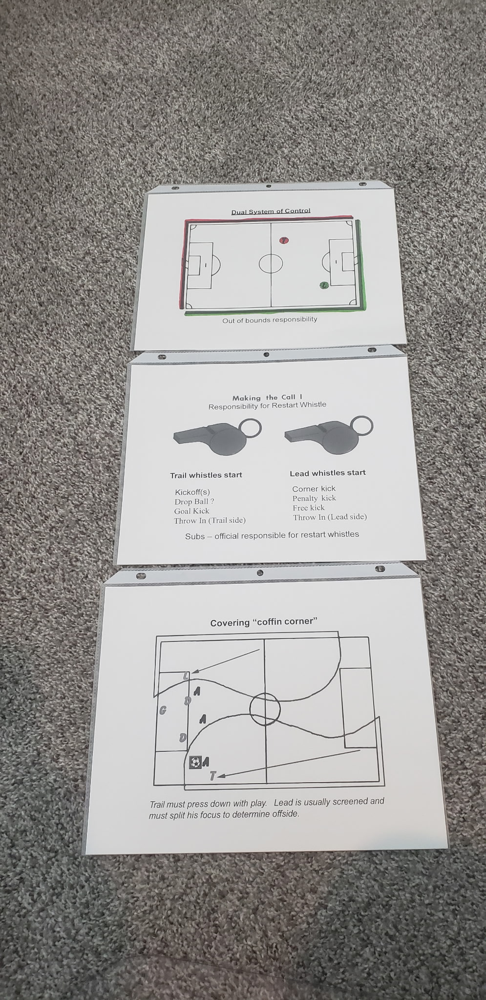 Dual System of Control
T
L
Out of bounds responsibility
Making the Call I
Responsibility for Restart Whistle
Trail whistles start
Kickoff(s)
Drop Ball ?
Goal Kick
Throw In (Trail side)
Lead whistles start
Corner kick
Penalty kick
Free kick
Throw In (Lead side)
Subs – official responsible for restart whistles
Covering “coffin corner”
L
A
D
G
A
D
A
T
Trail must press down with play. Lead is usually screened and
must split his focus to determine offside.